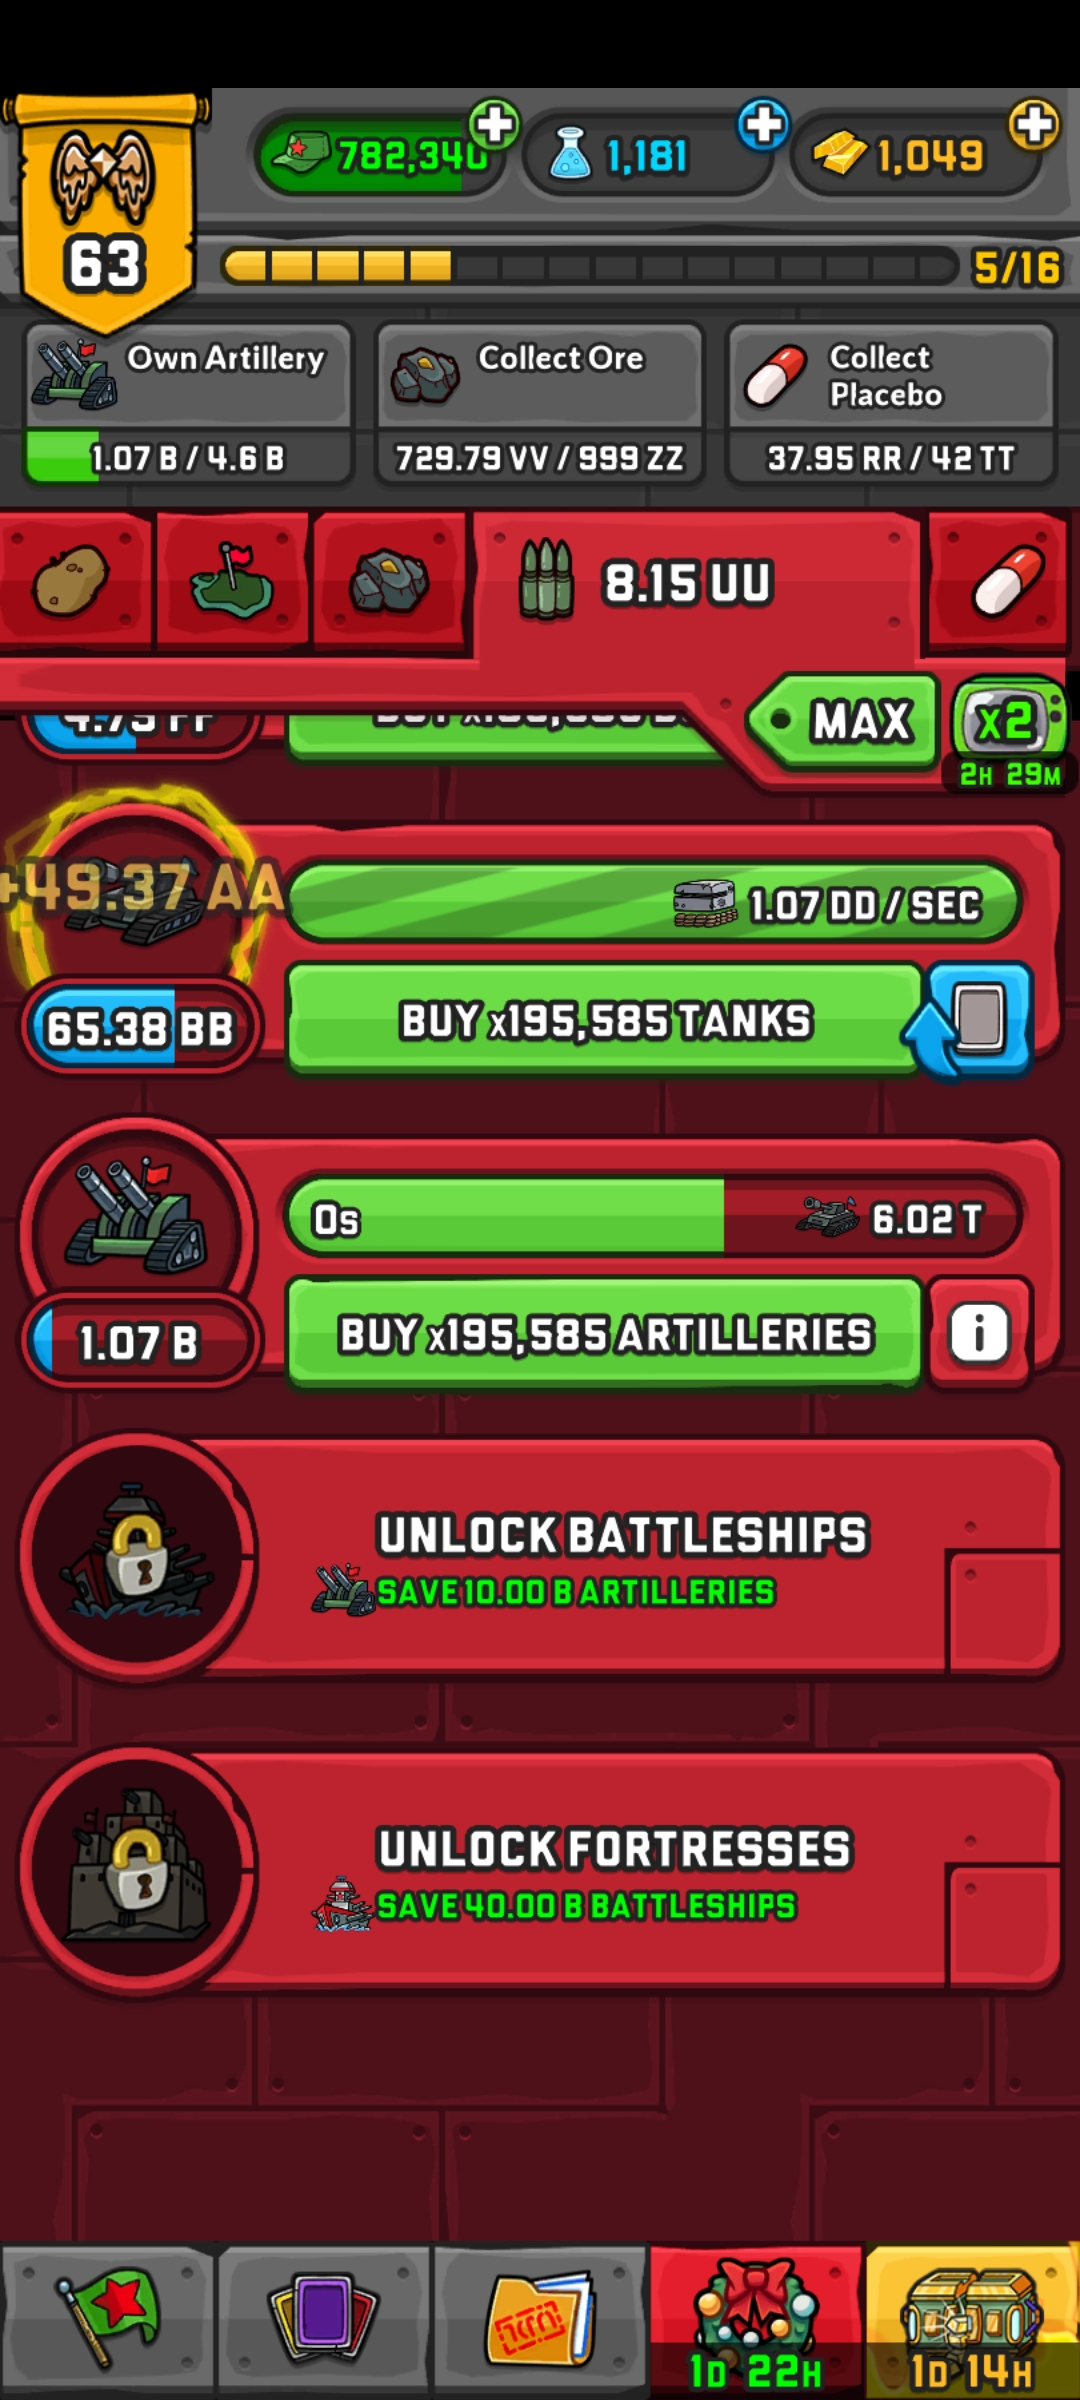 782,340
1,181
1,049
63
5/16
Own Artillery
1.07 B / 4.6 B
Collect Ore
729.79 VV / 999 ZZ
Collect
Placebo
37.95 RR / 42 TT
8.15 UU
MAX
x2
2H 29M
+49.37 AA
1.07 DD / SEC
65.38 BB
BUY x195,585 TANKS
0s
6.02 T
1.07 B
BUY x195,585 ARTILLERIES
i
UNLOCK BATTLESHIPS
SAVE 10.00 B ARTILLERIES
UNLOCK FORTRESSES
SAVE 40.00 B BATTLESHIPS
1D 22H
1D 14H